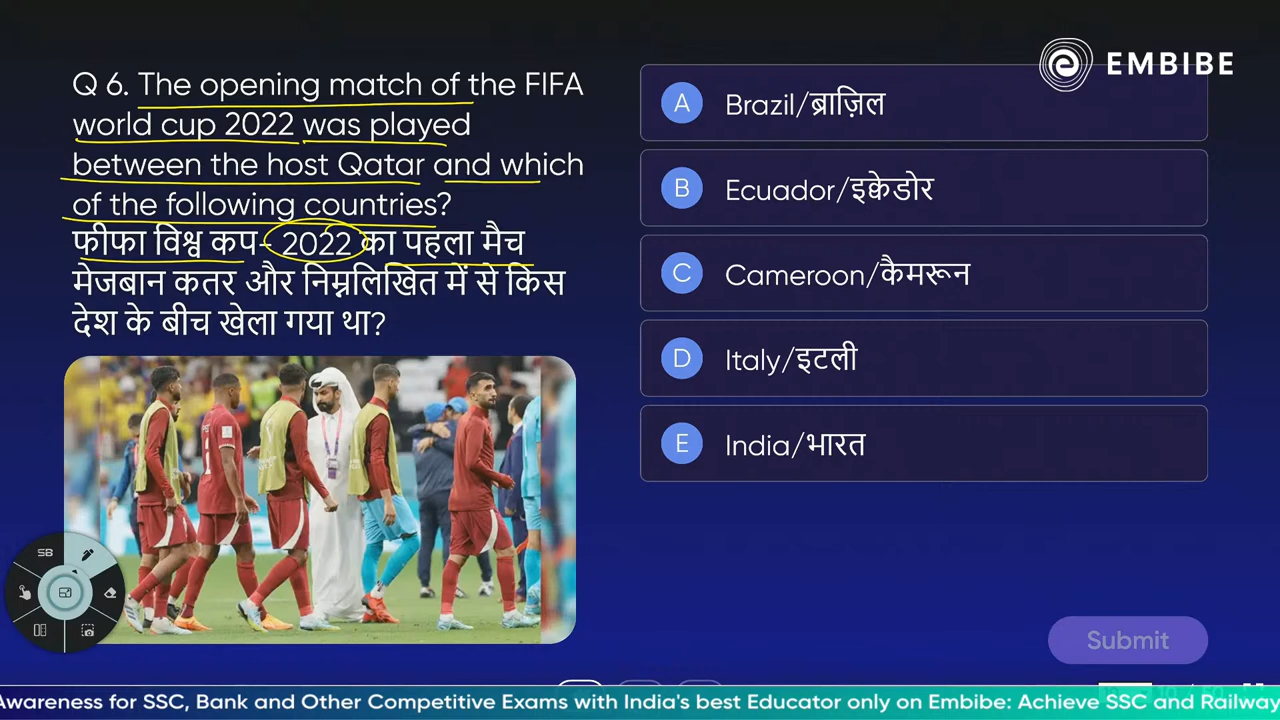 EMBIBE
Q 6. The opening match of the FIFA
world cup 2022 was played
between the host Qatar and which
of the following countries?
फीफा विश्व कप- 2022 का पहला मैच
मेजबान कतर और निम्नलिखित में से किस
देश के बीच खेला गया था?
A Brazil/ब्राज़िल
B Ecuador/इक्वेडोर
C Cameroon/कैमरून
D Italy/इटली
E India/भारत
SB
Submit
Awareness for SSC, Bank and Other Competitive Exams with India's best Educator only on Embibe: Achieve SSC and Railway